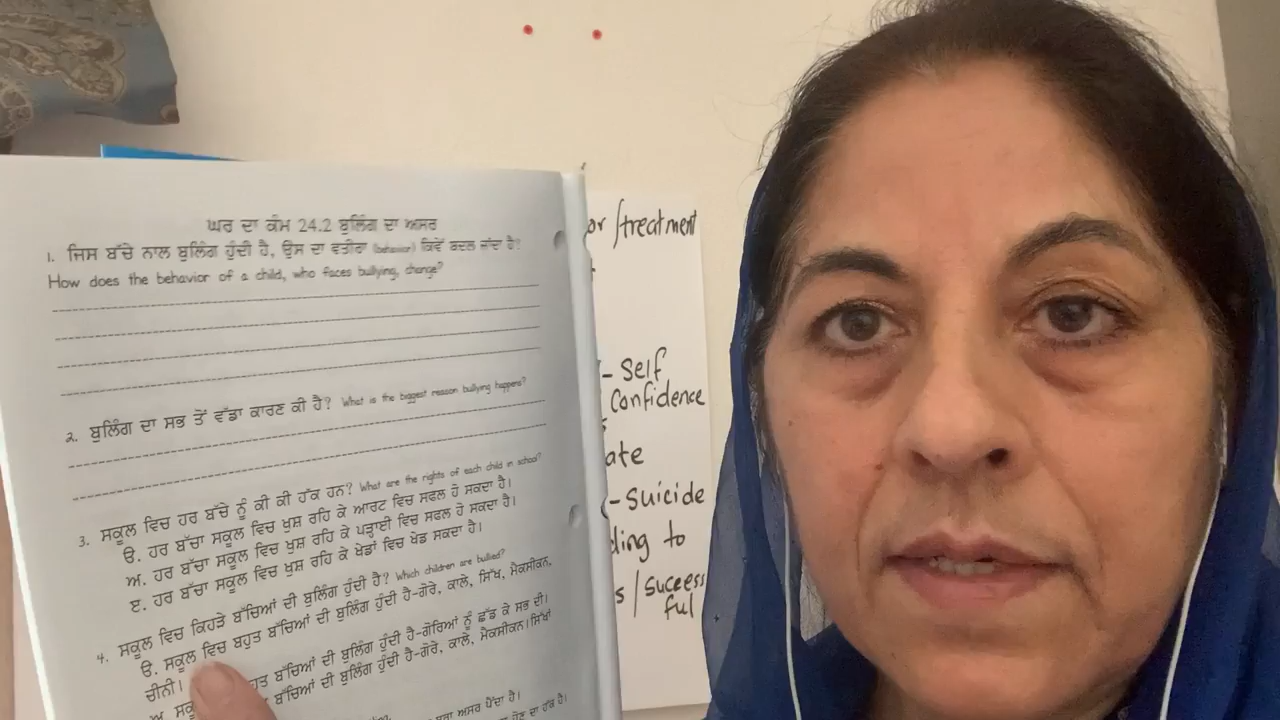 ਘਰ ਦਾ ਕੰਮ 24.2 ਬੁਲਿੰਗ ਦਾ ਅਸਰ
1. ਜਿਸ ਬੱਚੇ ਨਾਲ ਬੁਲਿੰਗ ਹੁੰਦੀ ਹੈ, ਉਸ ਦਾ ਵਤੀਰਾ (behavior) ਕਿਵੇਂ ਬਦਲ ਜਾਂਦਾ ਹੈ?
How does the behavior of a child, who faces bullying, change?
2. ਬੁਲਿੰਗ ਦਾ ਸਭ ਤੋਂ ਵੱਡਾ ਕਾਰਣ ਕੀ ਹੈ? What is the biggest reason bullying happens?
3. ਸਕੂਲ ਵਿਚ ਹਰ ਬੱਚੇ ਨੂੰ ਕੀ ਕੀ ਹੱਕ ਹਨ? What are the rights of each child in school?
ੳ. ਹਰ ਬੱਚਾ ਸਕੂਲ ਵਿਚ ਖੁਸ਼ ਰਹਿ ਕੇ ਆਰਟ ਵਿਚ ਸਫਲ ਹੋ ਸਕਦਾ ਹੈ।
ਅ. ਹਰ ਬੱਚਾ ਸਕੂਲ ਵਿਚ ਖੁਸ਼ ਰਹਿ ਕੇ ਪੜ੍ਹਾਈ ਵਿਚ ਸਫਲ ਹੋ ਸਕਦਾ ਹੈ।
ੲ. ਹਰ ਬੱਚਾ ਸਕੂਲ ਵਿਚ ਖੁਸ਼ ਰਹਿ ਕੇ ਖੇਡਾਂ ਵਿਚ ਖੇਡ ਸਕਦਾ ਹੈ।
4. ਸਕੂਲ ਵਿਚ ਕਿਹੜੇ ਬੱਚਿਆਂ ਦੀ ਬੁਲਿੰਗ ਹੁੰਦੀ ਹੈ? Which children are bullied?
ੳ. ਸਕੂਲ ਵਿਚ ਬਹੁਤ ਬੱਚਿਆਂ ਦੀ ਬੁਲਿੰਗ ਹੁੰਦੀ ਹੈ-ਗੋਰੇ, ਕਾਲੇ, ਸਿੱਖ, ਮੈਕਸੀਕਨ,
ਚੀਨੀ।
ਬੱਚਿਆਂ ਦੀ ਬੁਲਿੰਗ ਹੁੰਦੀ ਹੈ-ਗੋਰਿਆਂ ਨੂੰ ਛੱਡ ਕੇ ਸਭ ਦੀ।
ਬੱਚਿਆਂ ਦੀ ਬੁਲਿੰਗ ਹੁੰਦੀ ਹੈ-ਗੋਰੇ, ਕਾਲੇ, ਮੈਕਸੀਕਨ।ਸਿੱਖਾਂ
ਅਸਰ ਪੈਂਦਾ ਹੈ।
ਹੋਣ ਦਾ ਹੱਕ ਹੈ।
or/treatment
- Self
Confidence
ate
-suicide
ding to
s/Sucess
ful